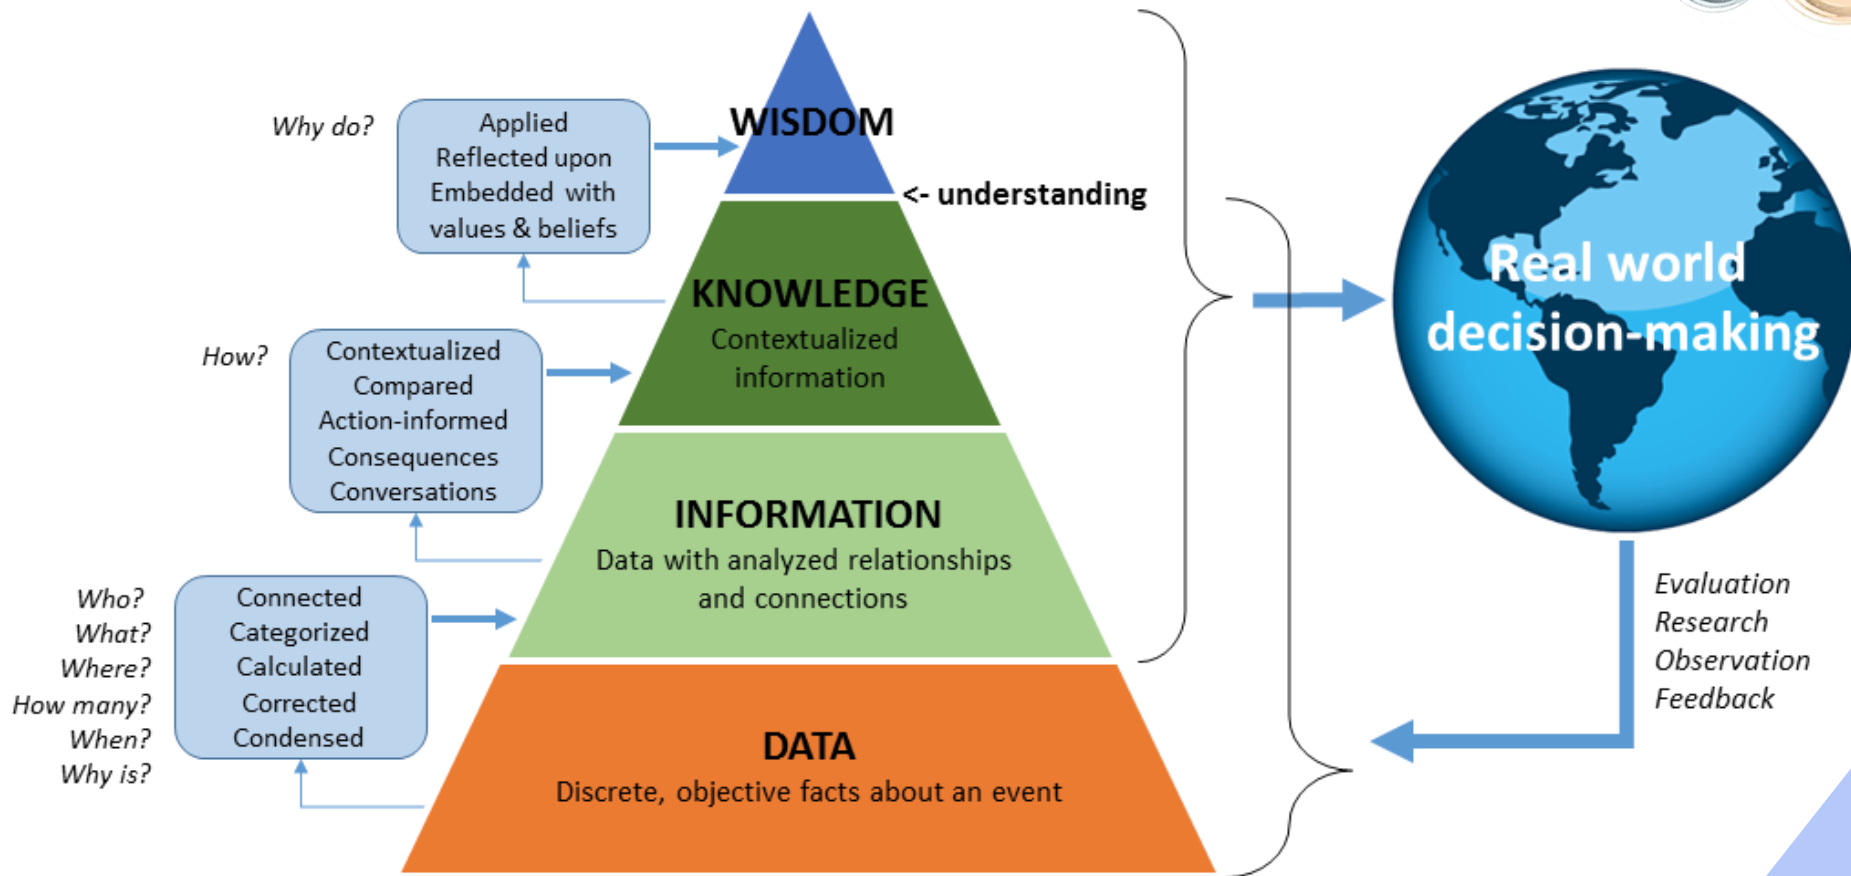 WISDOM
Why do?
Applied
Reflected upon
Embedded with
values & beliefs
<- understanding
KNOWLEDGE
Contextualized
information
How?
Contextualized
Compared
Action-informed
Consequences
Conversations
INFORMATION
Data with analyzed relationships
and connections
Who?
What?
Where?
How many?
When?
Why is?
Connected
Categorized
Calculated
Corrected
Condensed
DATA
Discrete, objective facts about an event
Real world
decision-making
Evaluation
Research
Observation
Feedback